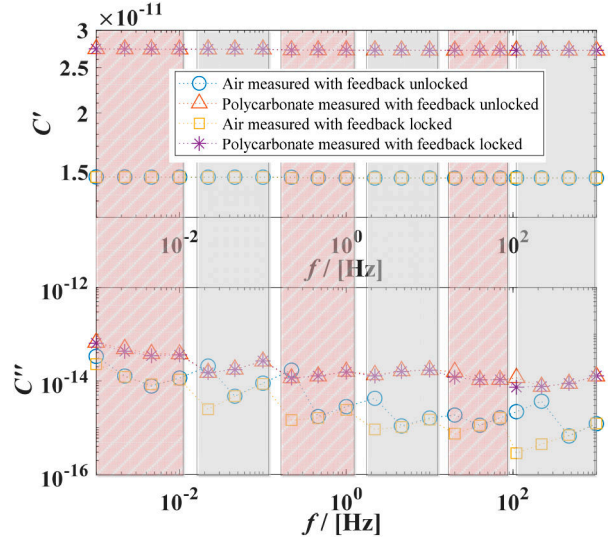 ×10⁻¹¹
3
2.5
2
1.5
C′
Air measured with feedback unlocked
Polycarbonate measured with feedback unlocked
Air measured with feedback locked
Polycarbonate measured with feedback locked
10⁻² 10⁰ 10²
f / [Hz]
10⁻¹²
10⁻¹⁴
10⁻¹⁶
C″
10⁻² 10⁰ 10²
f / [Hz]